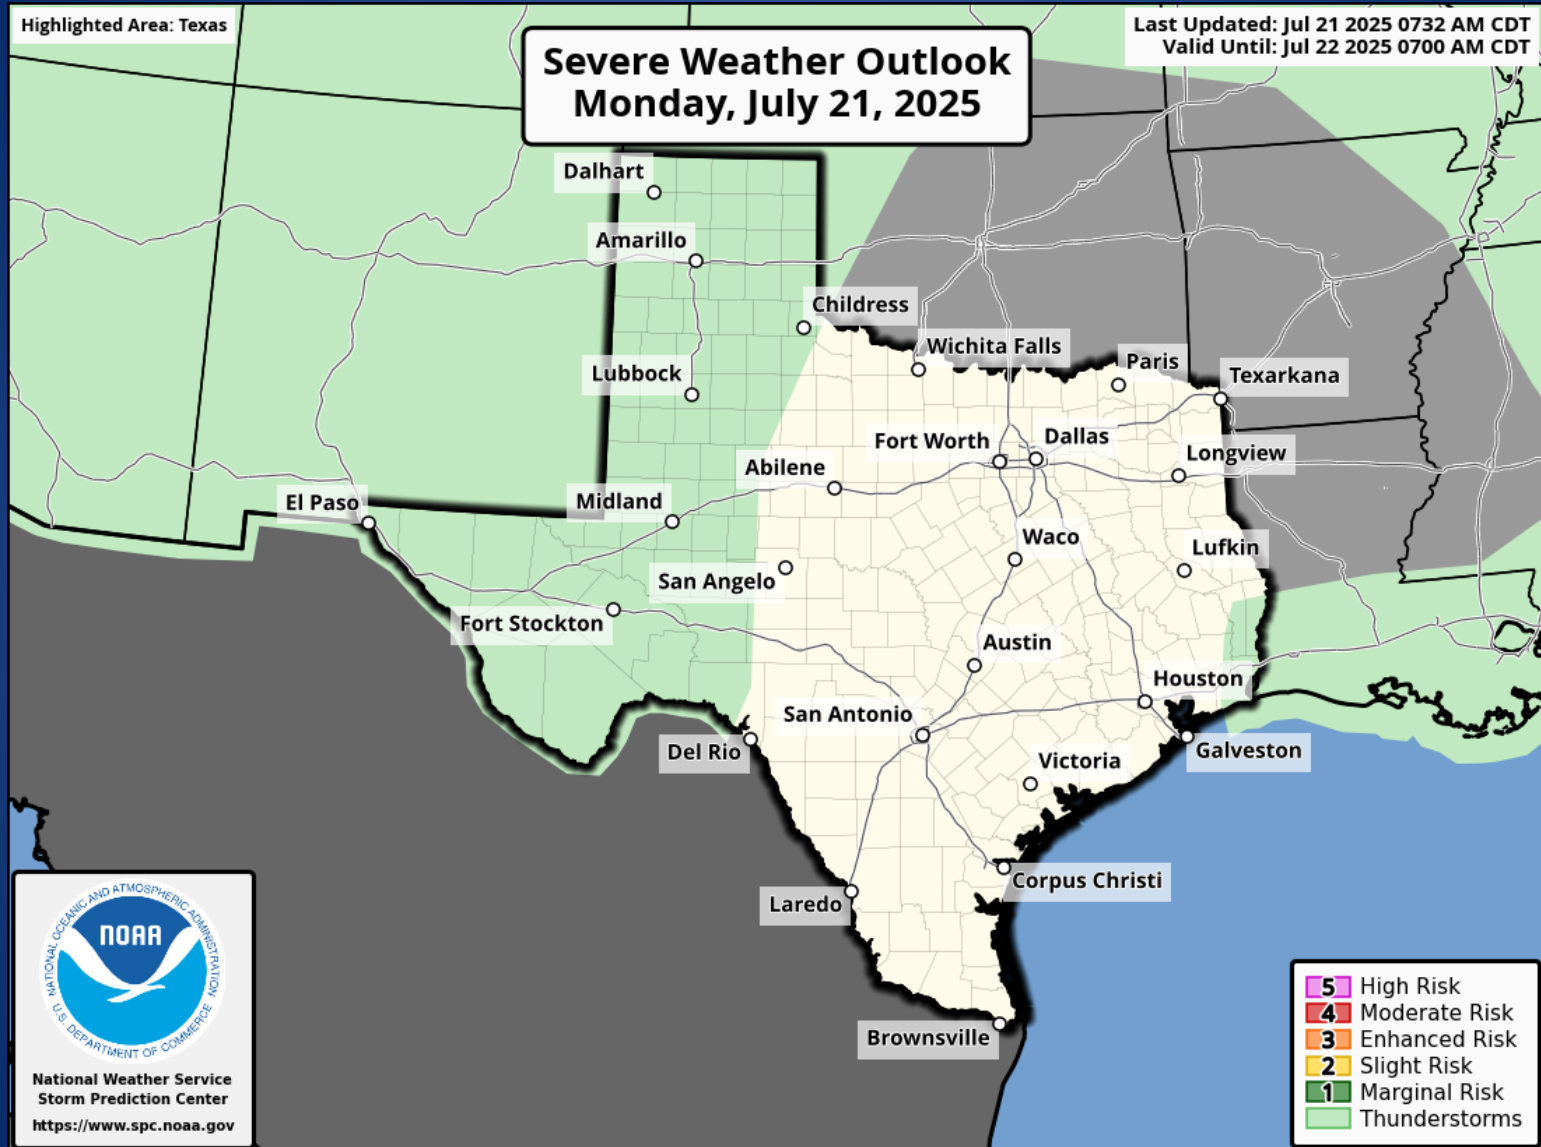 Highlighted Area: Texas
Severe Weather Outlook
Monday, July 21, 2025
Last Updated: Jul 21 2025 0732 AM CDT
Valid Until: Jul 22 2025 0700 AM CDT
Dalhart
Amarillo
Childress
Wichita Falls
Paris
Texarkana
Lubbock
Fort Worth
Dallas
Longview
Abilene
El Paso
Midland
Waco
Lufkin
San Angelo
Fort Stockton
Austin
Houston
San Antonio
Del Rio
Galveston
Victoria
Corpus Christi
Laredo
Brownsville
NATIONAL OCEANIC AND ATMOSPHERIC ADMINISTRATION
NOAA
U.S. DEPARTMENT OF COMMERCE
National Weather Service
Storm Prediction Center
https://www.spc.noaa.gov
5 High Risk
4 Moderate Risk
3 Enhanced Risk
2 Slight Risk
1 Marginal Risk
Thunderstorms